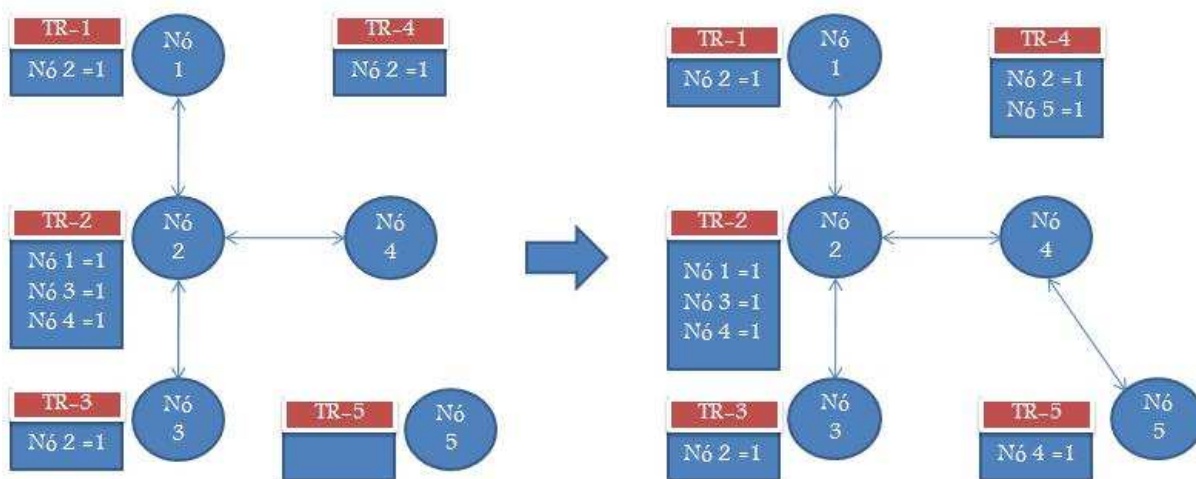 TR-1
Nó 2 =1
Nó
1
TR-4
Nó 2 =1
TR-2
Nó 1 =1
Nó 3 =1
Nó 4 =1
Nó
2
Nó
4
TR-3
Nó 2 =1
Nó
3
TR-5
Nó
5
TR-1
Nó 2 =1
Nó
1
TR-4
Nó 2 =1
Nó 5 =1
TR-2
Nó 1 =1
Nó 3 =1
Nó 4 =1
Nó
2
Nó
4
TR-3
Nó 2 =1
Nó
3
TR-5
Nó 4 =1
Nó
5